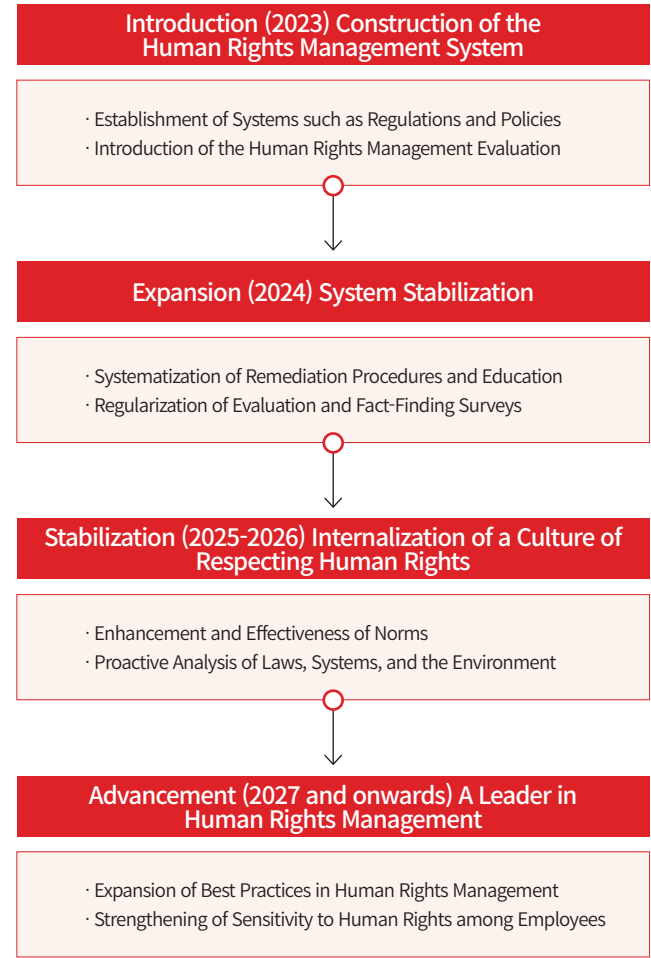 Introduction (2023) Construction of the
Human Rights Management System
· Establishment of Systems such as Regulations and Policies
· Introduction of the Human Rights Management Evaluation
Expansion (2024) System Stabilization
· Systematization of Remediation Procedures and Education
· Regularization of Evaluation and Fact-Finding Surveys
Stabilization (2025-2026) Internalization of a Culture of
Respecting Human Rights
· Enhancement and Effectiveness of Norms
· Proactive Analysis of Laws, Systems, and the Environment
Advancement (2027 and onwards) A Leader in
Human Rights Management
· Expansion of Best Practices in Human Rights Management
· Strengthening of Sensitivity to Human Rights among Employees